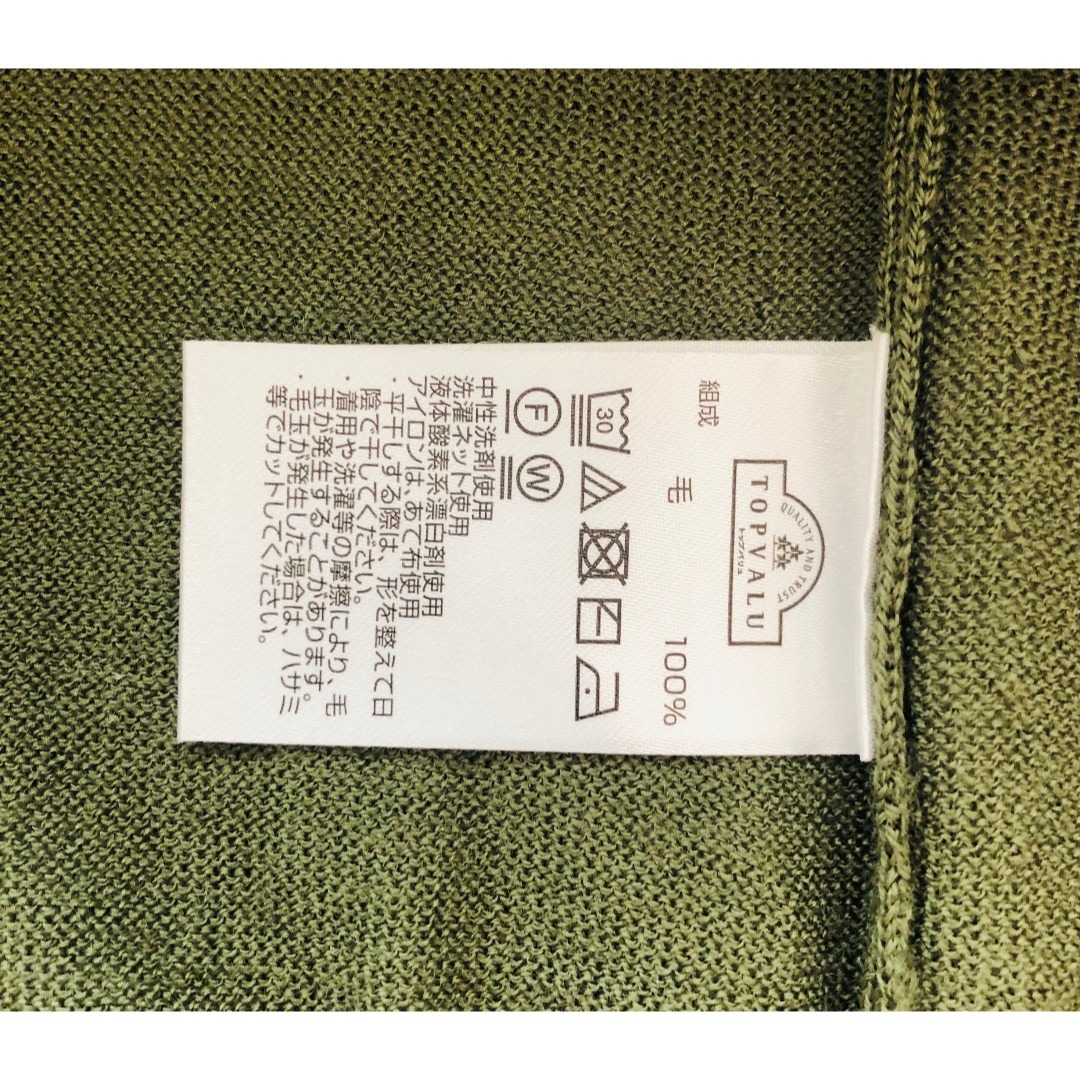 QUALITY AND TRUST
TOPVALU
トップバリュ
組成
毛 100%
30
F W
中性洗剤使用
洗濯ネット使用
液体酸素系漂白剤使用
アイロンは、あて布使用
・平干しする際は、形を整えて日
陰で干してください。
・着用や洗濯等の摩擦により、毛
玉が発生することがあります。
毛玉が発生した場合は、ハサミ
等でカットしてください。